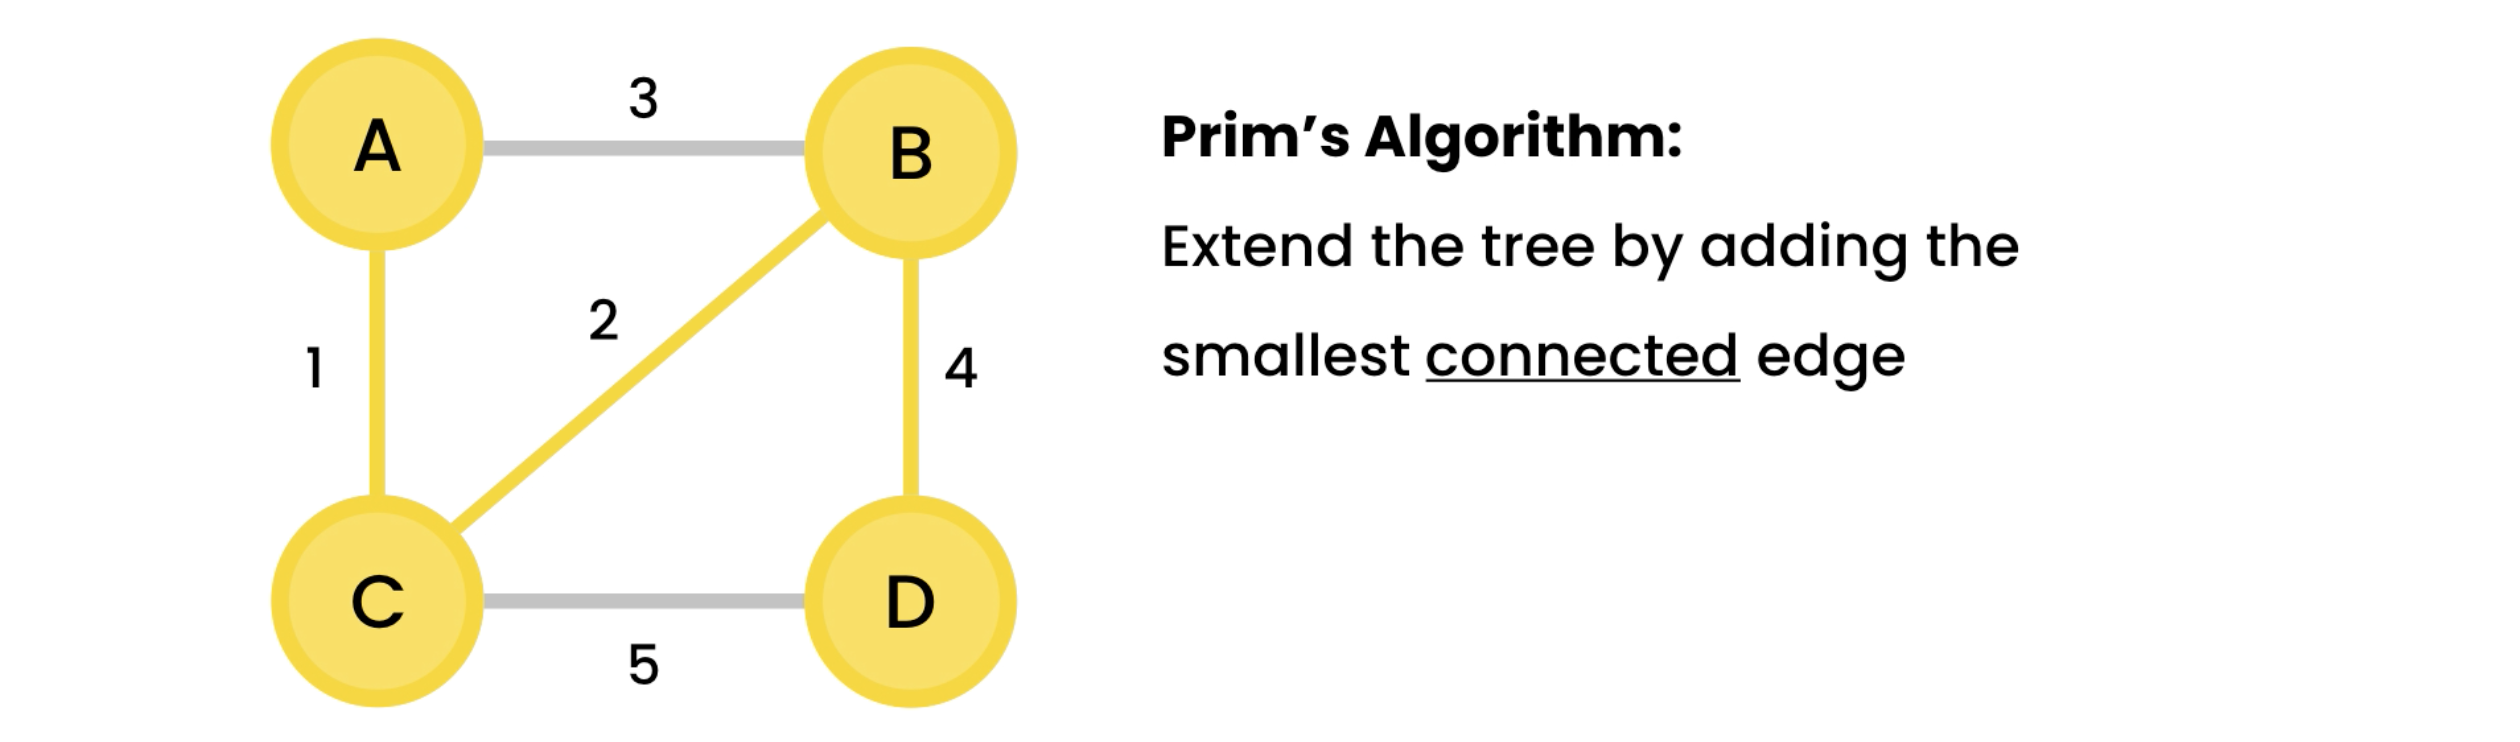 3
A
B
Prim’s Algorithm:
Extend the tree by adding the
2
1
4
smallest connected edge
C
D
5